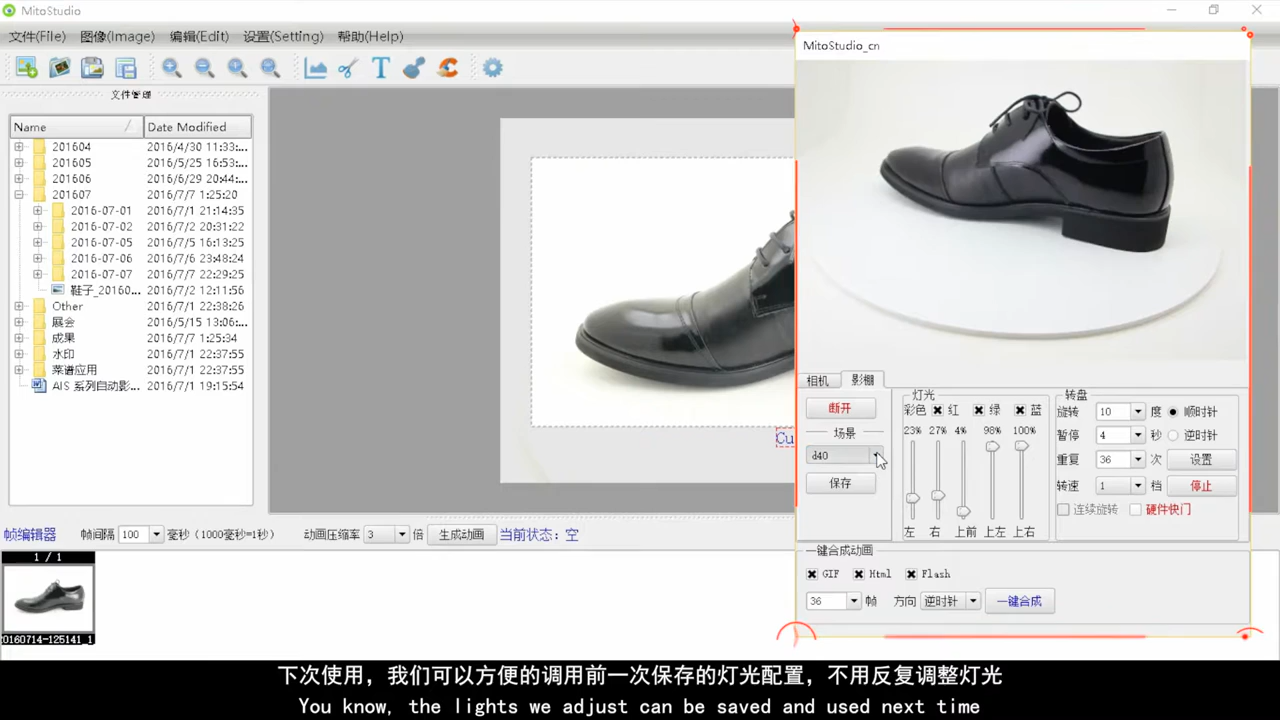 MitoStudio
文件(File) 图像(Image) 编辑(Edit) 设置(Setting) 帮助(Help)
文件管理
Name Date Modified
201604 2016/4/30 11:33:...
201605 2016/5/25 16:53:...
201606 2016/6/29 20:44:...
201607 2016/7/7 1:25:20
2016-07-01 2016/7/1 21:14:35
2016-07-02 2016/7/2 20:31:22
2016-07-05 2016/7/5 16:13:25
2016-07-06 2016/7/6 23:48:24
2016-07-07 2016/7/7 22:29:25
鞋子_20160... 2016/7/2 12:11:56
Other 2016/7/1 22:38:26
展会 2016/5/15 13:06:...
成果 2016/7/7 1:25:34
水印 2016/7/1 22:37:55
菜谱应用 2016/7/1 22:37:55
AIS 系列自动影... 2016/7/1 19:15:54
Cu
MitoStudio_cn
相机 影棚
断开
场景
d40
保存
灯光
彩色 红 绿 蓝
23% 27% 4% 98% 100%
左 右 上前 上左 上右
转盘
旋转 10 度 顺时针
暂停 4 秒 逆时针
重复 36 次 设置
转速 1 档 停止
连续旋转 硬件快门
一键合成动画
GIF Html Flash
36 帧 方向 逆时针 一键合成
帧编辑器 帧间隔 100 毫秒 (1000毫秒=1秒) 动画压缩率 3 倍 生成动画 当前状态：空
1 / 1
0160714-125141_1
下次使用，我们可以方便的调用前一次保存的灯光配置，不用反复调整灯光
You know, the lights we adjust can be saved and used next time